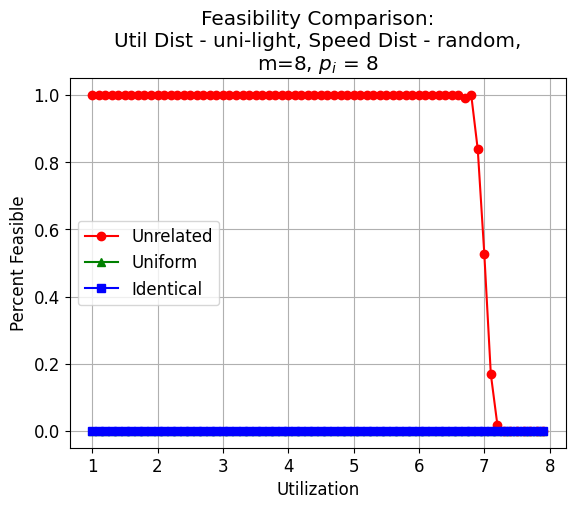 Feasibility Comparison:
Util Dist - uni-light, Speed Dist - random,
m=8, $p_i$ = 8
Percent Feasible
1.0
0.8
0.6
0.4
0.2
0.0
Unrelated
Uniform
Identical
1 2 3 4 5 6 7 8
Utilization